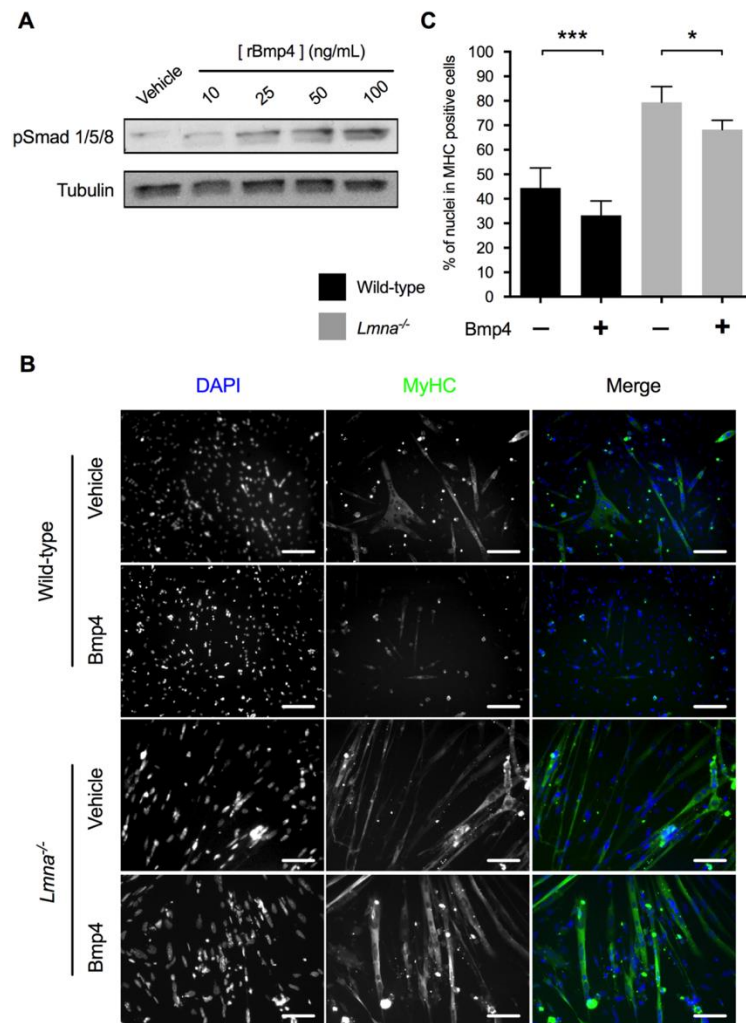 A
[ rBmp4 ] (ng/mL)
Vehicle
10
25
50
100
pSmad 1/5/8
Tubulin
Wild-type
Lmna-/-
C
% of nuclei in MHC positive cells
100
90
80
70
60
50
40
30
20
10
0
***
*
Bmp4 – + – +
B
DAPI
MyHC
Merge
Wild-type
Vehicle
Bmp4
Lmna-/-
Vehicle
Bmp4